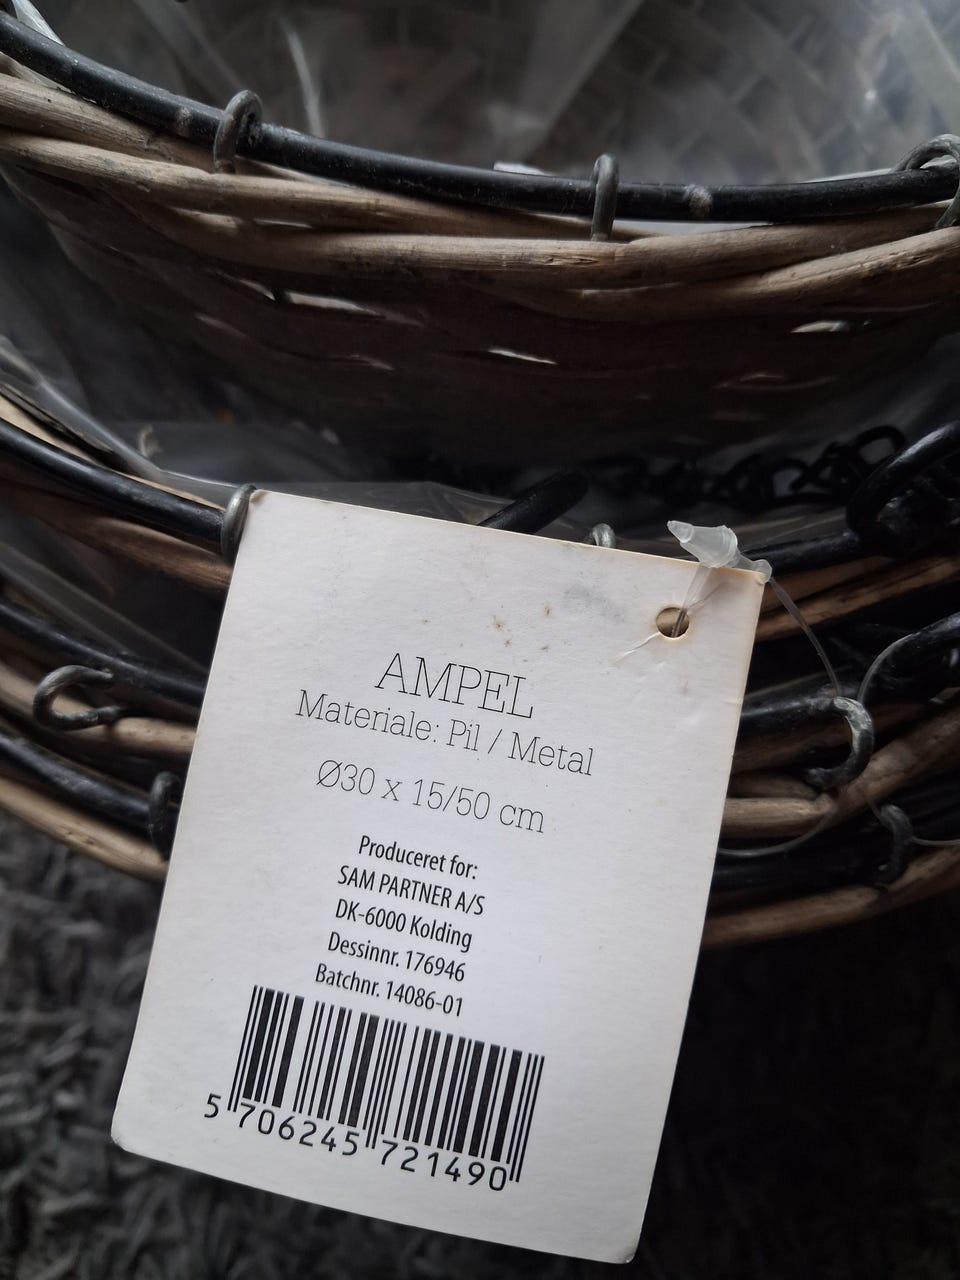 AMPEL
Materiale: Pil / Metal
Ø30 x 15/50 cm
Produceret for:
SAM PARTNER A/S
DK-6000 Kolding
Dessinnr. 176946
Batchnr. 14086-01
5 706245 721490